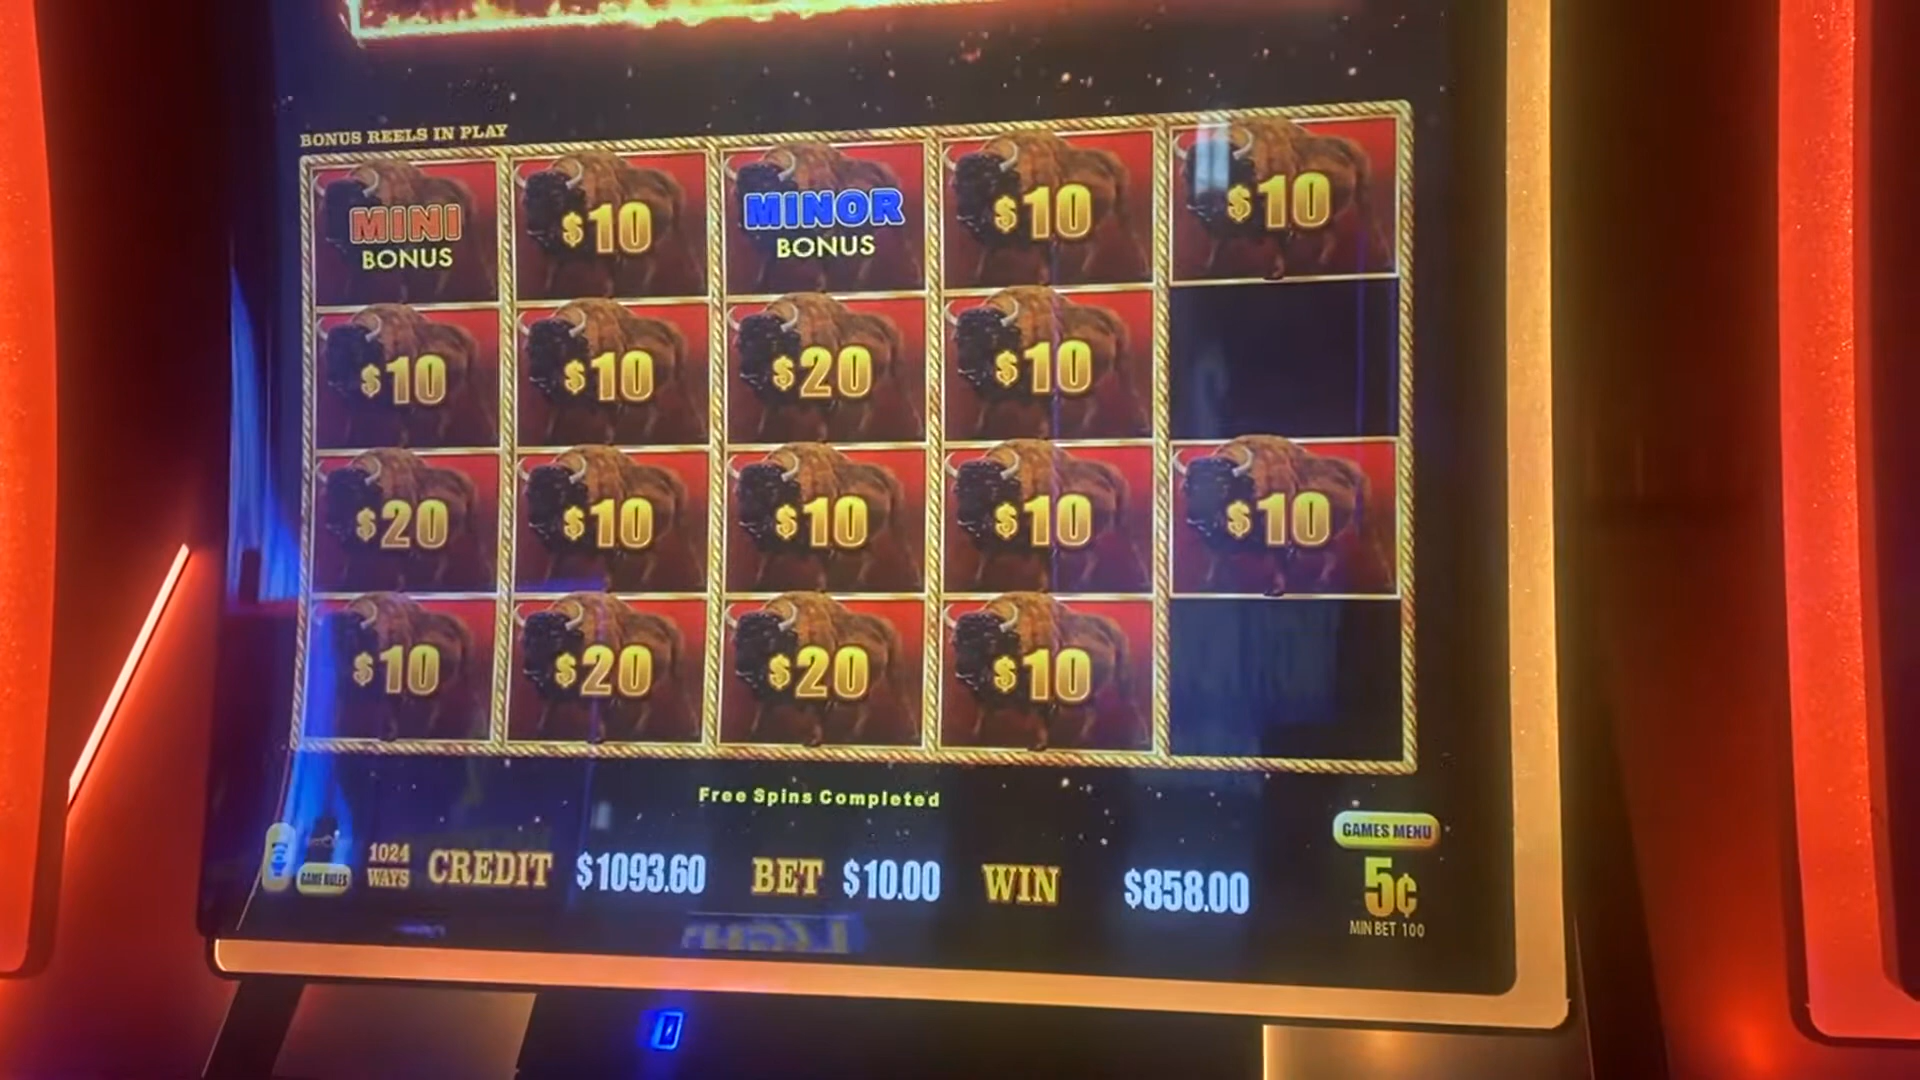 BONUS REELS IN PLAY
MINI BONUS
$10
MINOR BONUS
$10
$10
$10
$10
$20
$10
$20
$10
$10
$10
$10
$10
$20
$20
$10
Free Spins Completed
GAMES MENU
GAME RULES
1024 WAYS
CREDIT $1093.60
BET $10.00
WIN $858.00
5¢
MIN BET 100